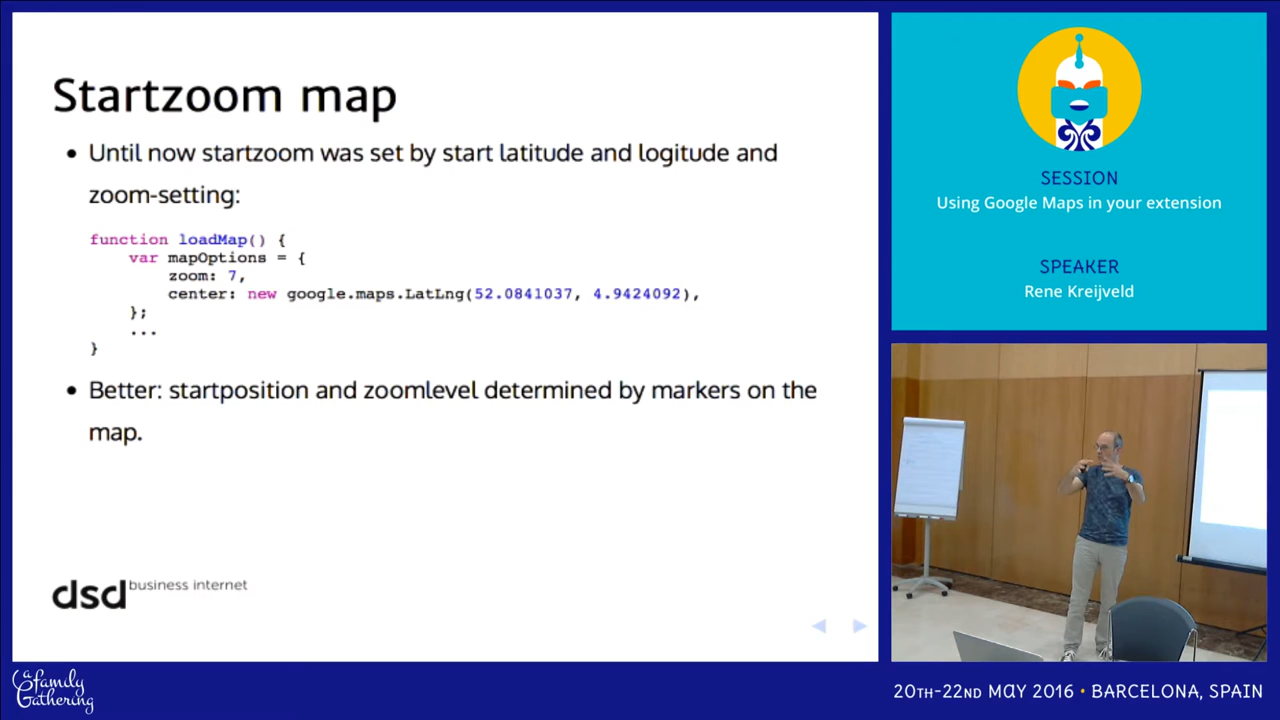 Startzoom map
• Until now startzoom was set by start latitude and logitude and
zoom-setting:
function loadMap() {
    var mapOptions = {
        zoom: 7,
        center: new google.maps.LatLng(52.0841037, 4.9424092),
    };
    ...
}
• Better: startposition and zoomlevel determined by markers on the
map.
dsd business internet
SESSION
Using Google Maps in your extension
SPEAKER
Rene Kreijveld
a family
Gathering
20TH-22ND MAY 2016 • BARCELONA, SPAIN